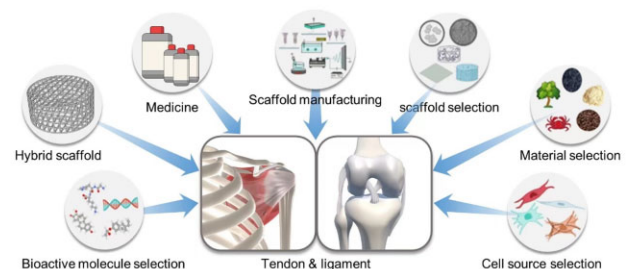 Medicine
Scaffold manufacturing
scaffold selection
Hybrid scaffold
Material selection
Bioactive molecule selection
Tendon & ligament
Cell source selection